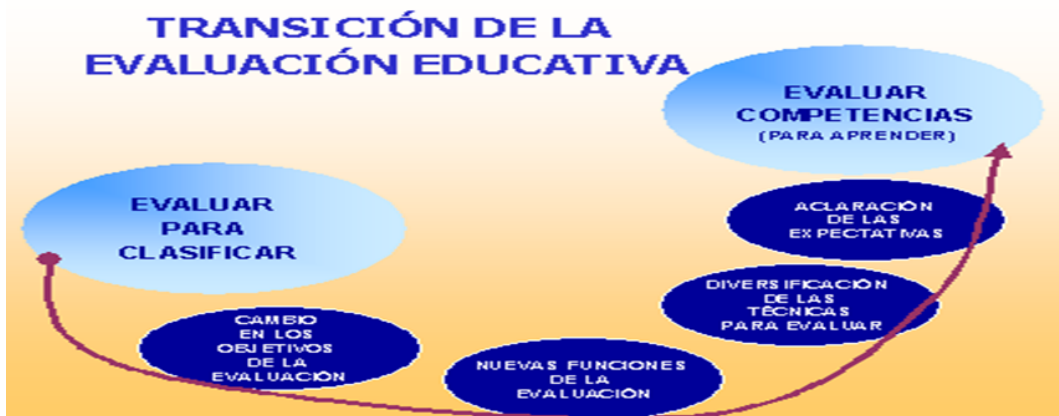 TRANSICIÓN DE LA
EVALUACIÓN EDUCATIVA
EVALUAR
PARA
CLASIFICAR
CAMBIO
EN LOS
OBJETIVOS
DE LA
EVALUACIÓN
NUEVAS FUNCIONES
DE LA
EVALUACIÓN
DIVERSIFICACIÓN
DE LAS
TÉCNICAS
PARA EVALUAR
ACLARACIÓN
DE LAS
EXPECTATIVAS
EVALUAR
COMPETENCIAS
(PARA APRENDER)